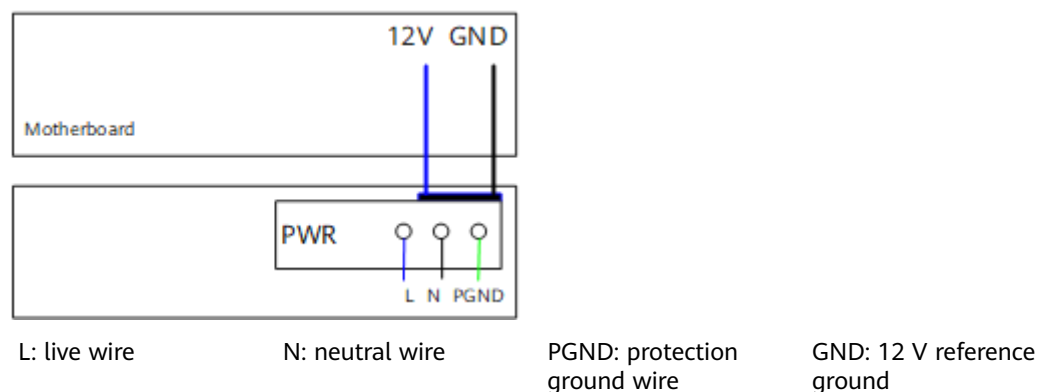 12V GND
Motherboard
PWR
L N PGND
L: live wire N: neutral wire PGND: protection ground wire GND: 12 V reference ground